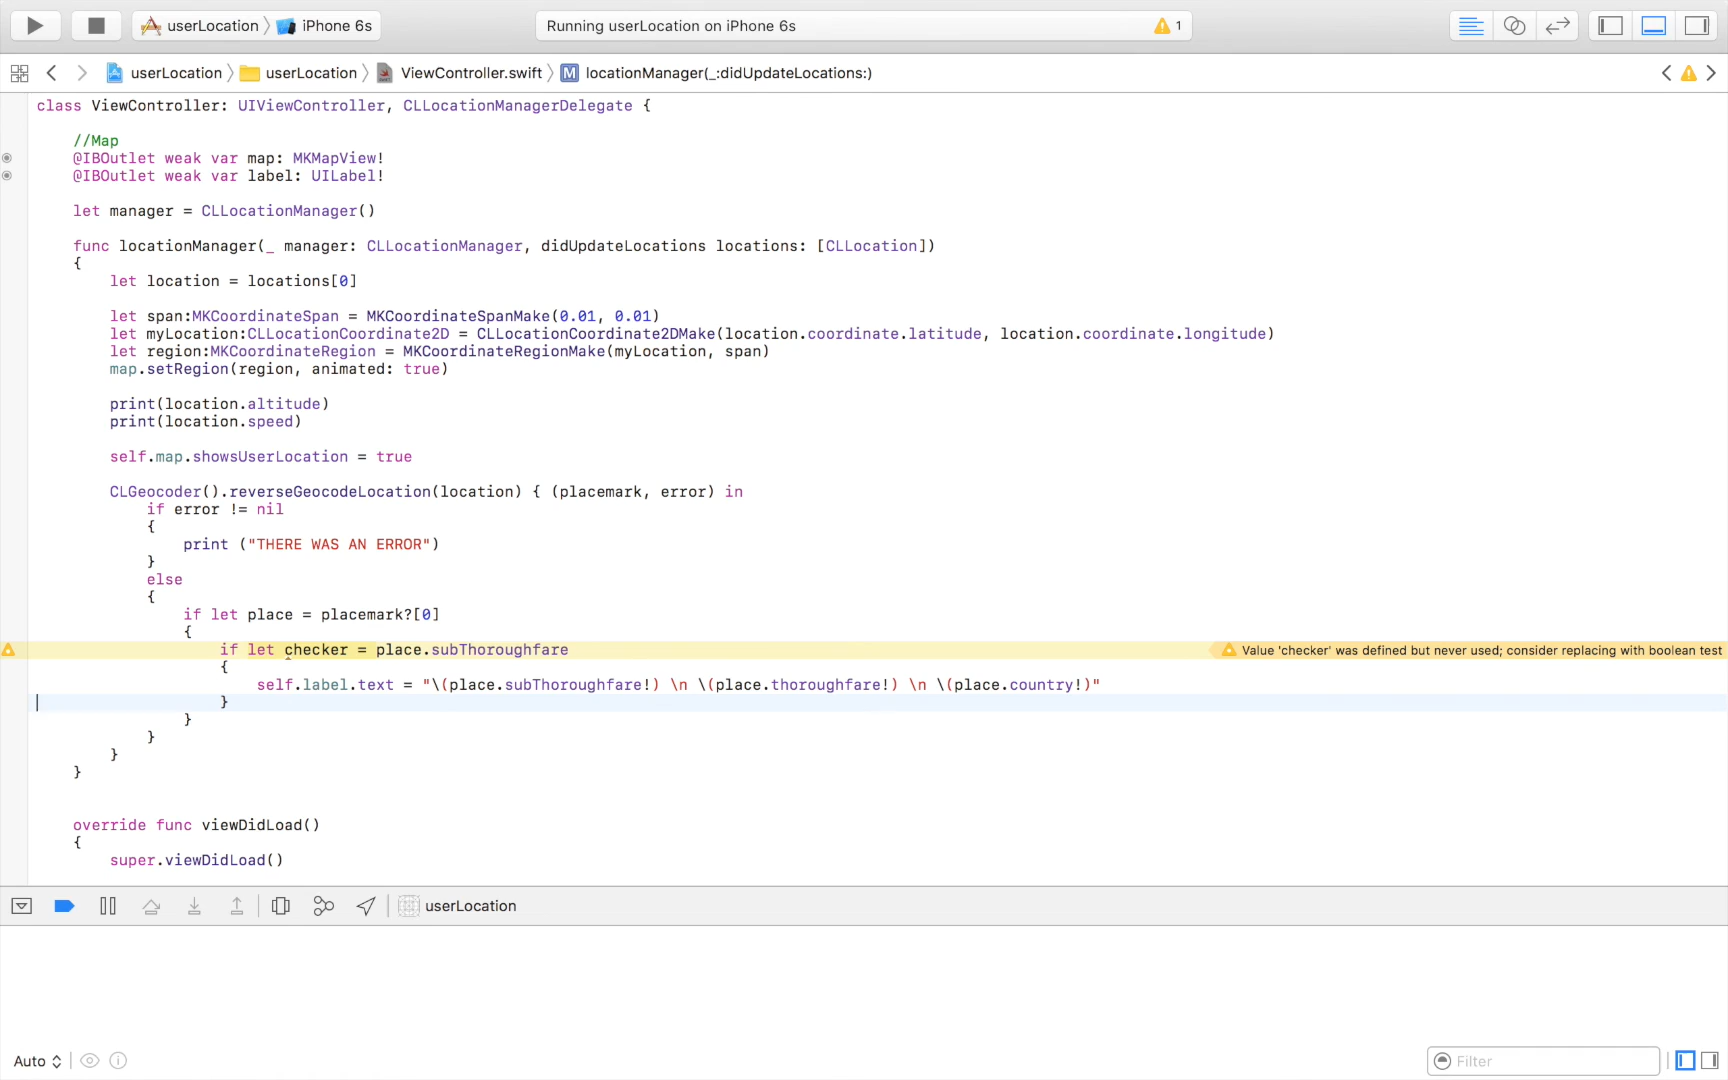 userLocation iPhone 6s Running userLocation on iPhone 6s 1
userLocation userLocation ViewController.swift M locationManager(_:didUpdateLocations:)
class ViewController: UIViewController, CLLocationManagerDelegate {
//Map
@IBOutlet weak var map: MKMapView!
@IBOutlet weak var label: UILabel!
let manager = CLLocationManager()
func locationManager(_ manager: CLLocationManager, didUpdateLocations locations: [CLLocation])
{
let location = locations[0]
let span:MKCoordinateSpan = MKCoordinateSpanMake(0.01, 0.01)
let myLocation:CLLocationCoordinate2D = CLLocationCoordinate2DMake(location.coordinate.latitude, location.coordinate.longitude)
let region:MKCoordinateRegion = MKCoordinateRegionMake(myLocation, span)
map.setRegion(region, animated: true)
print(location.altitude)
print(location.speed)
self.map.showsUserLocation = true
CLGeocoder().reverseGeocodeLocation(location) { (placemark, error) in
if error != nil
{
print ("THERE WAS AN ERROR")
}
else
{
if let place = placemark?[0]
{
if let checker = place.subThoroughfare Value 'checker' was defined but never used; consider replacing with boolean test
{
self.label.text = "\(place.subThoroughfare!) \n \(place.thoroughfare!) \n \(place.country!)"
}
}
}
}
}
override func viewDidLoad()
{
super.viewDidLoad()
userLocation
Auto Filter